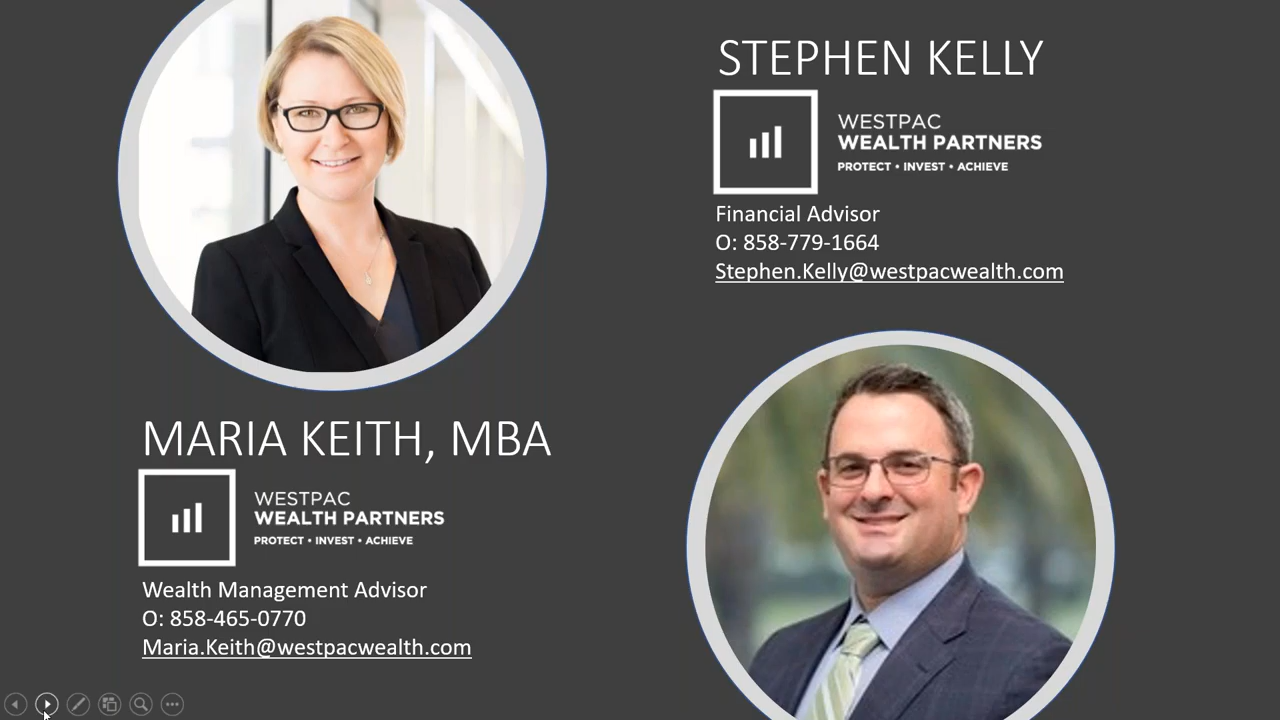 STEPHEN KELLY
WESTPAC
WEALTH PARTNERS
PROTECT • INVEST • ACHIEVE
Financial Advisor
O: 858-779-1664
Stephen.Kelly@westpacwealth.com
MARIA KEITH, MBA
WESTPAC
WEALTH PARTNERS
PROTECT • INVEST • ACHIEVE
Wealth Management Advisor
O: 858-465-0770
Maria.Keith@westpacwealth.com